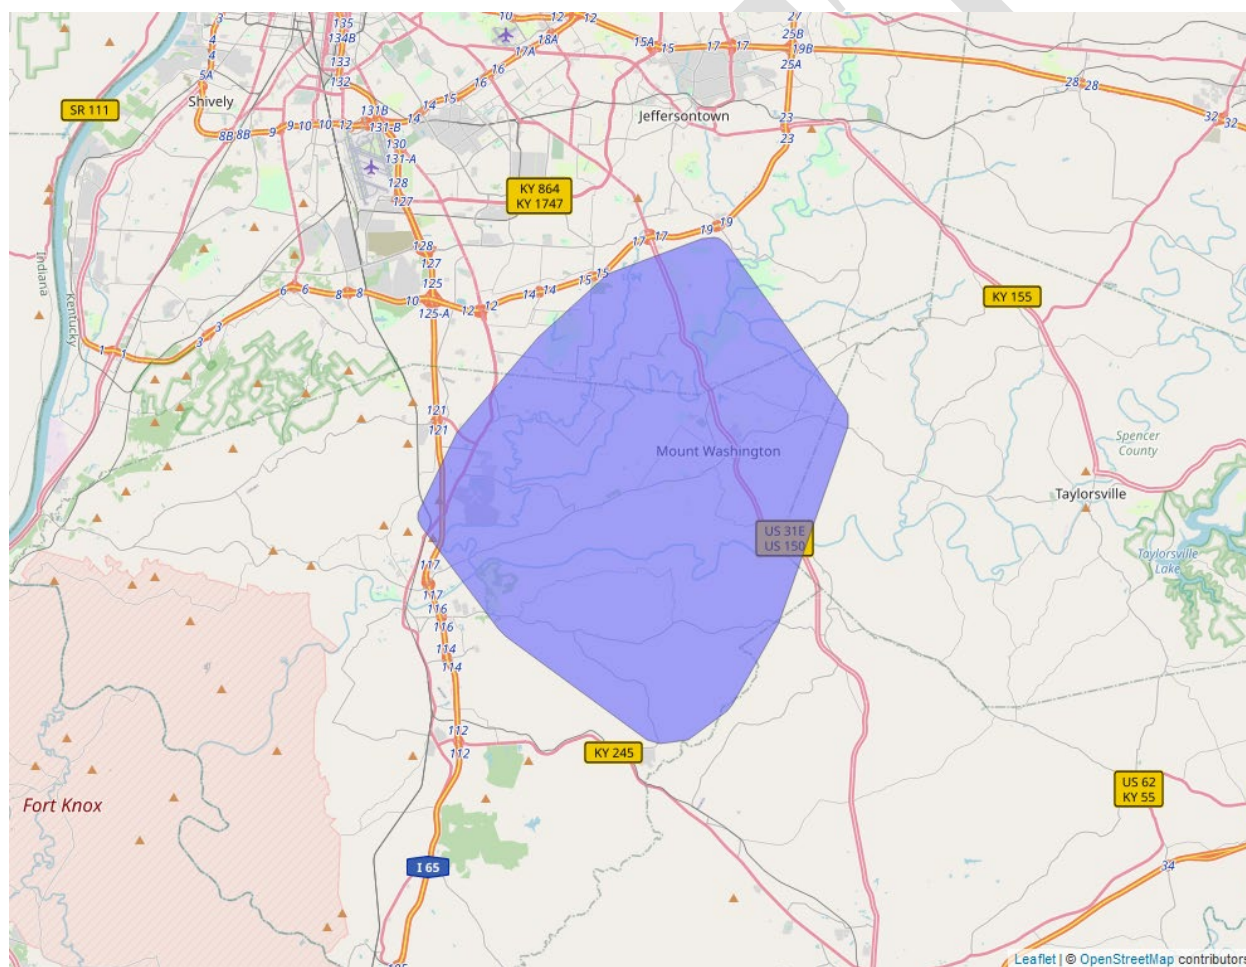 135
134B
133
132
3
4
4
5A
Shively
SR 111
10
12
12
18A
17A
16
16
15
14
14
15A
15
17
17
27
25B
19B
25A
28
28
32
32
Jeffersontown
23
23
131B
131-B
130
131-A
128
127
8B
8B
9
9
10
10
12
KY 864
KY 1747
128
127
125
125-A
6
6
8
8
10
12
12
14
14
15
15
17
17
19
19
KY 155
Indiana
Kentucky
3
3
1
1
121
121
Mount Washington
Spencer
County
Taylorsville
US 31E
US 150
Taylorsville
Lake
117
117
116
116
114
114
112
112
KY 245
Fort Knox
US 62
KY 55
I 65
34
Leaflet | © OpenStreetMap contributors